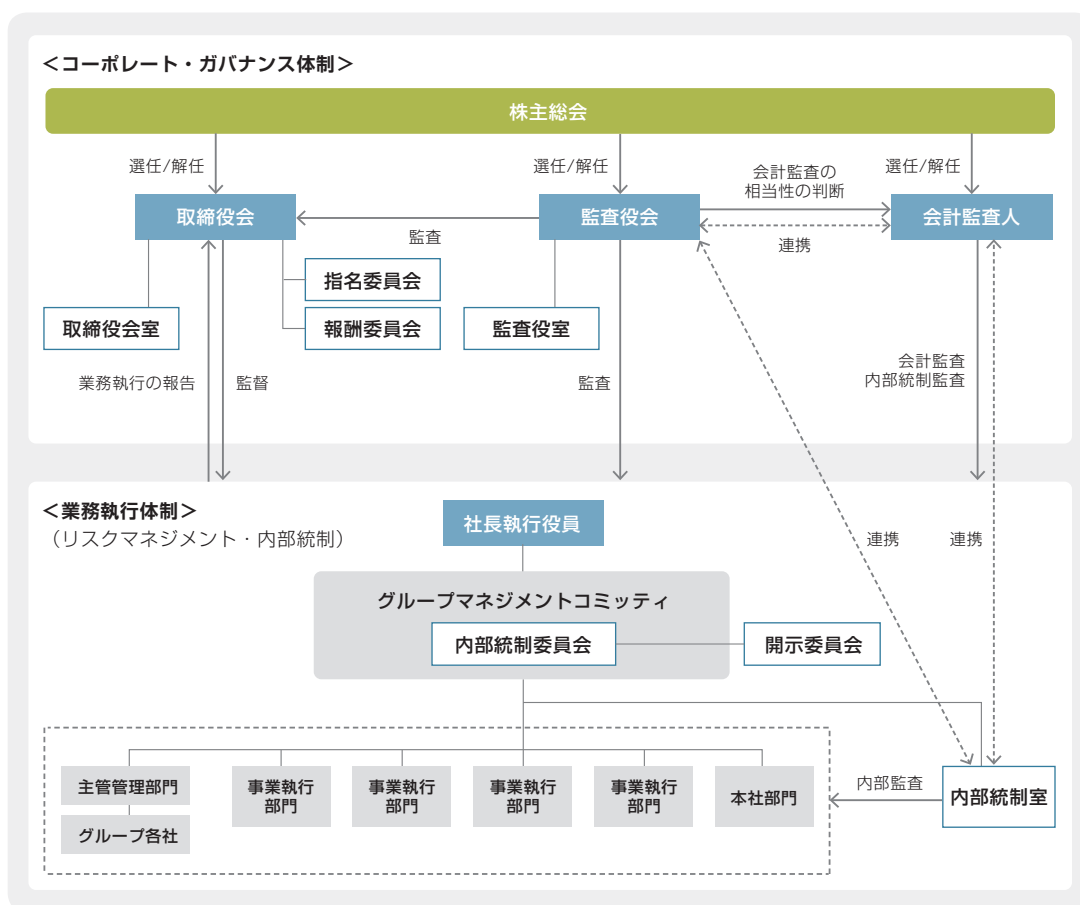 ＜コーポレート・ガバナンス体制＞
株主総会
選任/解任
選任/解任
選任/解任
会計監査の
相当性の判断
取締役会
監査役会
会計監査人
監査
連携
指名委員会
報酬委員会
取締役会室
監査役室
業務執行の報告
監督
監査
会計監査
内部統制監査
＜業務執行体制＞
（リスクマネジメント・内部統制）
社長執行役員
連携
連携
グループマネジメントコミッティ
内部統制委員会
開示委員会
主管管理部門
グループ各社
事業執行
部門
事業執行
部門
事業執行
部門
事業執行
部門
本社部門
内部監査
内部統制室